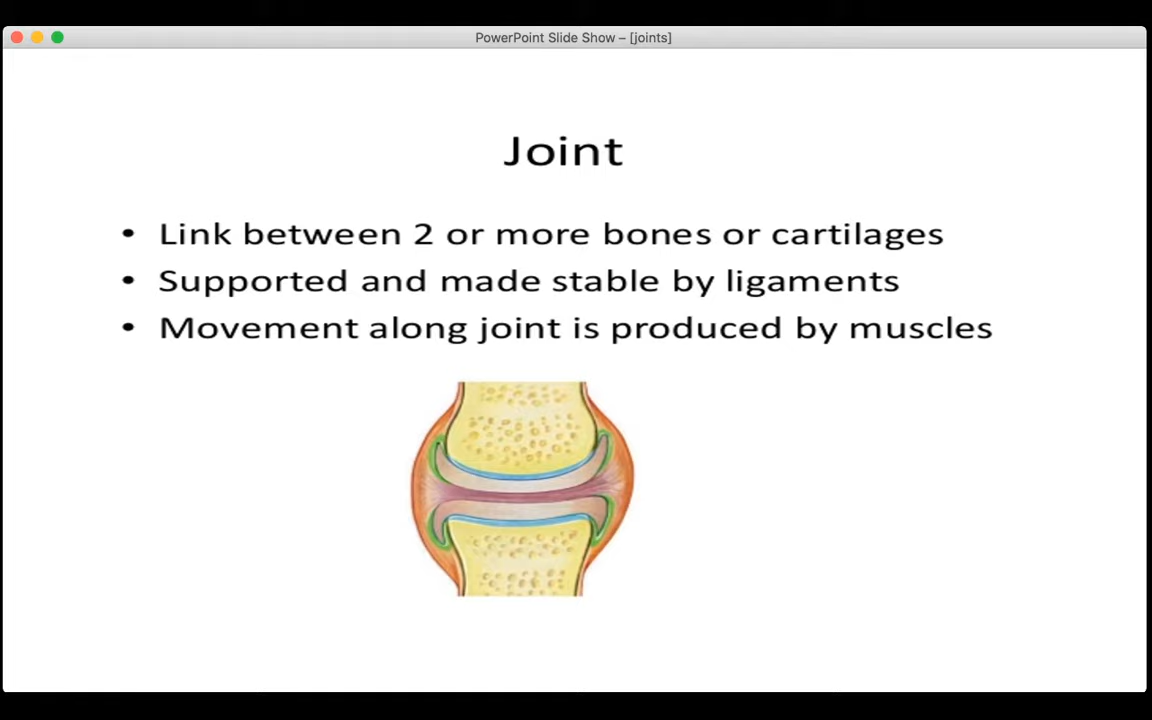 PowerPoint Slide Show – [joints]
Joint
• Link between 2 or more bones or cartilages
• Supported and made stable by ligaments
• Movement along joint is produced by muscles